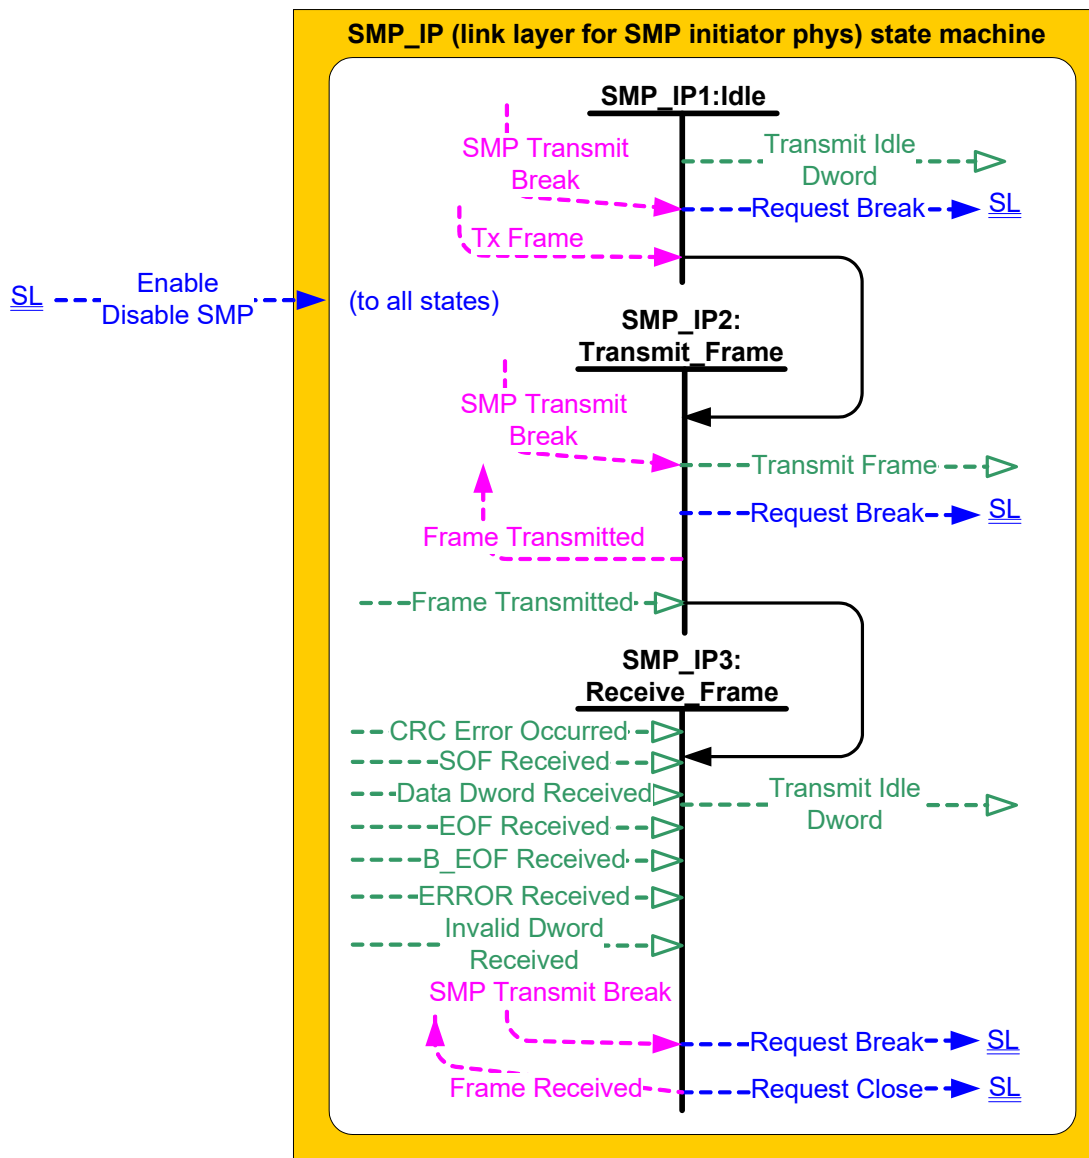 SMP_IP (link layer for SMP initiator phys) state machine
SMP_IP1:Idle
SMP Transmit
Break
Transmit Idle
Dword
Request Break
SL
Tx Frame
SL
Enable
Disable SMP
(to all states)
SMP_IP2:
Transmit_Frame
SMP Transmit
Break
Transmit Frame
Request Break
SL
Frame Transmitted
Frame Transmitted
SMP_IP3:
Receive_Frame
CRC Error Occurred
SOF Received
Data Dword Received
Transmit Idle
Dword
EOF Received
B_EOF Received
ERROR Received
Invalid Dword
Received
SMP Transmit Break
Request Break
SL
Frame Received
Request Close
SL